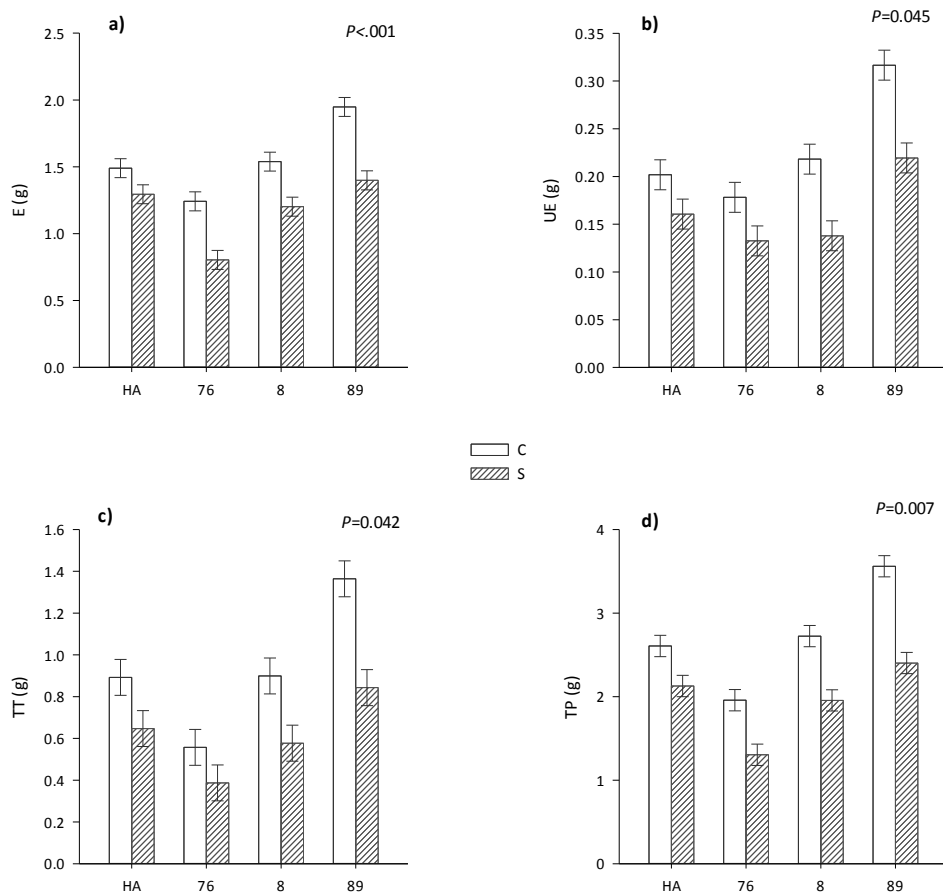 a)
P<.001
2.5
2.0
1.5
1.0
0.5
0.0
E (g)
HA 76 8 89
b)
P=0.045
0.35
0.30
0.25
0.20
0.15
0.10
0.05
0.00
UE (g)
HA 76 8 89
C
S
c)
P=0.042
1.6
1.4
1.2
1.0
0.8
0.6
0.4
0.2
0.0
TT (g)
HA 76 8 89
d)
P=0.007
4
3
2
1
0
TP (g)
HA 76 8 89